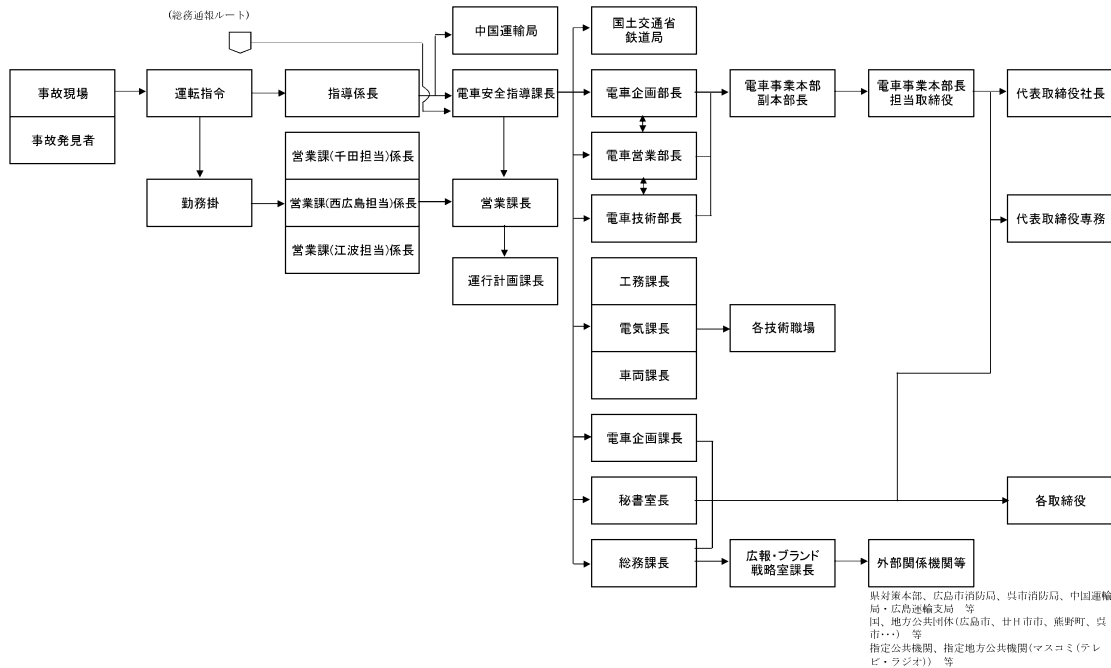 (総務通報ルート)
中国運輸局
国土交通省
鉄道局
事故現場
運転指令
指導係長
電車安全指導課長
電車企画部長
電車事業本部
副本部長
電車事業本部長
担当取締役
代表取締役社長
事故発見者
営業課(千田担当)係長
電車営業部長
勤務掛
営業課(西広島担当)係長
営業課長
電車技術部長
代表取締役専務
営業課(江波担当)係長
運行計画課長
工務課長
電気課長
各技術職場
車両課長
電車企画課長
秘書室長
各取締役
総務課長
広報・ブランド
戦略室課長
外部関係機関等
県対策本部、広島市消防局、呉市消防局、中国運輸
局・広島運輸支局　等
国、地方公共団体(広島市、廿日市市、熊野町、呉
市･･･)　等
指定公共機関、指定地方公共機関(マスコミ(テレ
ビ・ラジオ))　等